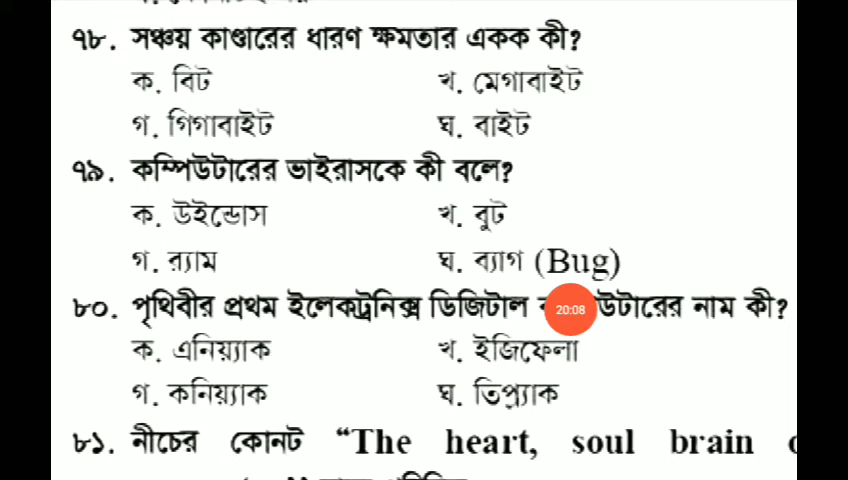 ৭৮. সঞ্চয় কাণ্ডারের ধারণ ক্ষমতার একক কী?
ক. বিট খ. মেগাবাইট
গ. গিগাবাইট ঘ. বাইট
৭৯. কম্পিউটারের ভাইরাসকে কী বলে?
ক. উইন্ডোস খ. বুট
গ. র‍্যাম ঘ. ব্যাগ (Bug)
৮০. পৃথিবীর প্রথম ইলেকট্রনিক্স ডিজিটাল উটারের নাম কী?
20:08
ক. এনিয়্যাক খ. ইজিফেলা
গ. কনিয়্যাক ঘ. তিপ্র্যাক
৮১. নীচের কোনট “The heart, soul brain